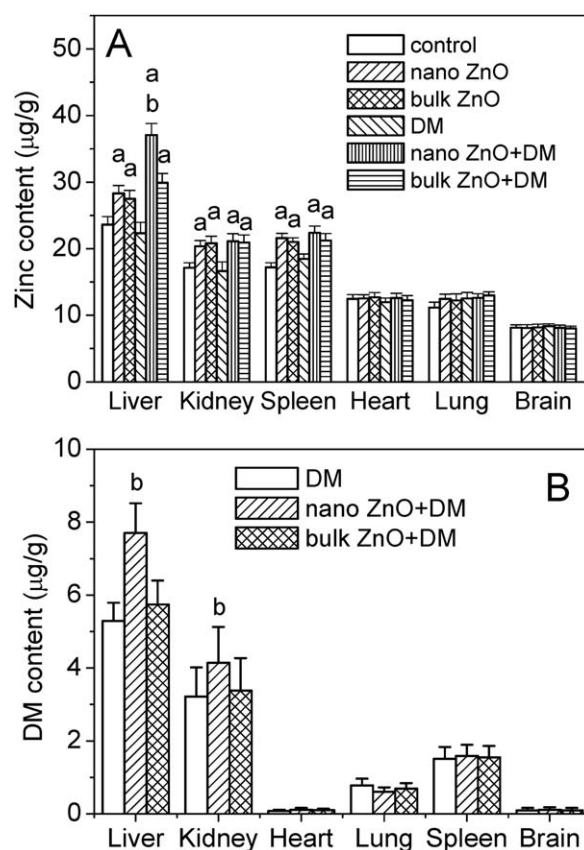 A
control
nano ZnO
bulk ZnO
DM
nano ZnO+DM
bulk ZnO+DM
Zinc content (µg/g)
50
40
30
20
10
0
a
b
a a a
a a a a
a a a a
Liver Kidney Spleen Heart Lung Brain
B
DM
nano ZnO+DM
bulk ZnO+DM
DM content (µg/g)
10
8
6
4
2
0
b
b
Liver Kidney Heart Lung Spleen Brain